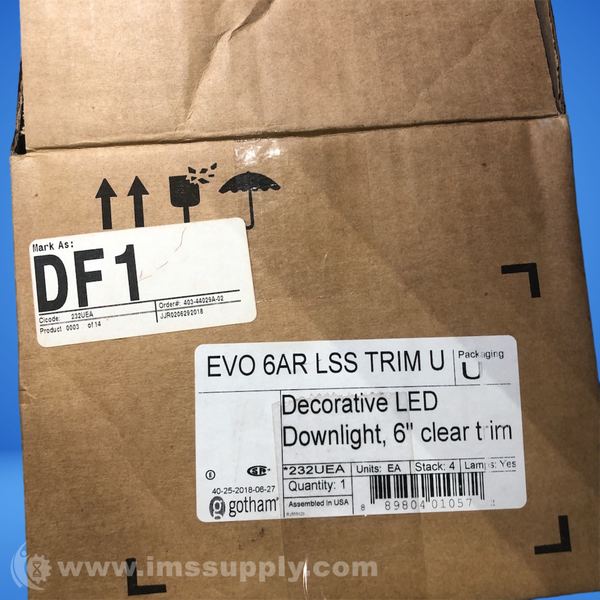 Mark As:
DF1
Cicode: 232UEA
Order#: 403-44029A-02
Product 0003 of 14
JJR0206292018
EVO 6AR LSS TRIM U
Packaging
U
Decorative LED
Downlight, 6" clear trim
*232UEA Units: EA Stack: 4 Lamps: Yes
Quantity: 1
40-25-2018-06-27
gotham®
Assembled in USA
8 89804 01057
www.imssupply.com